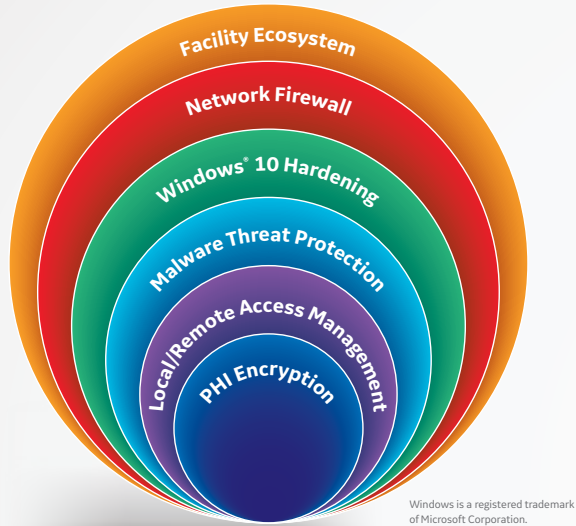 Facility Ecosystem
Network Firewall
Windows® 10 Hardening
Malware Threat Protection
Local/Remote Access Management
PHI Encryption
Windows is a registered trademark
of Microsoft Corporation.